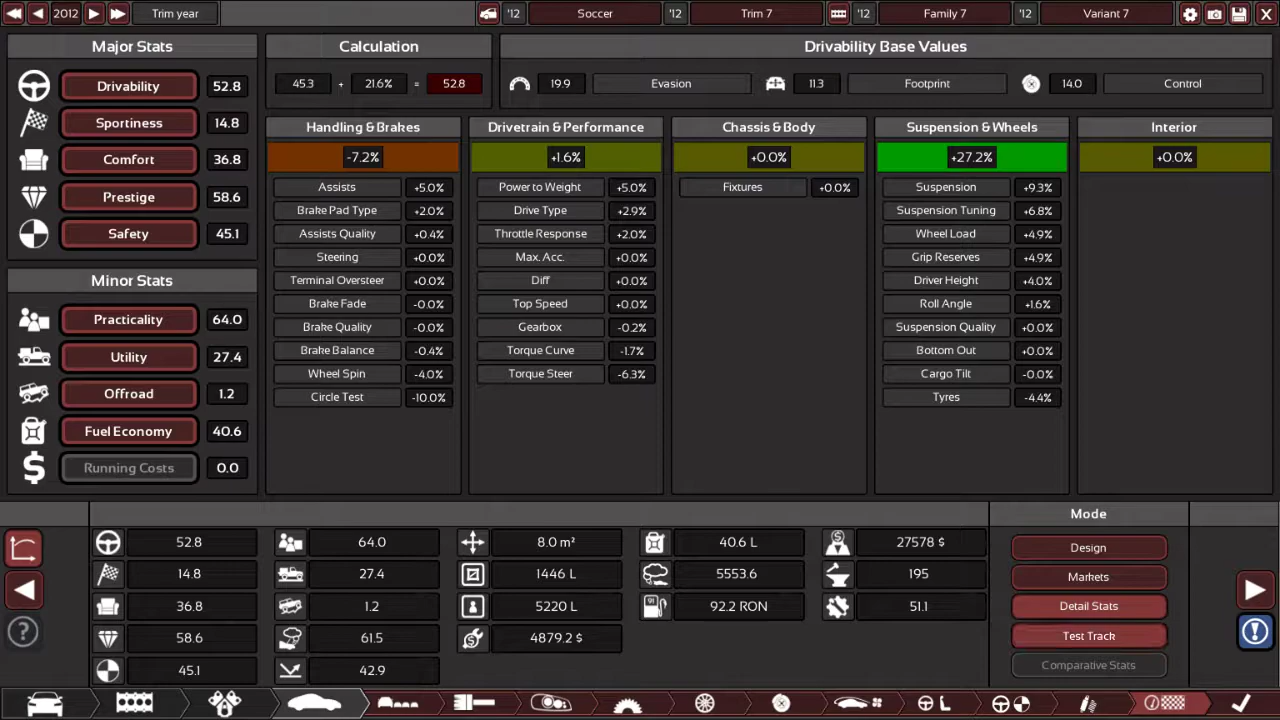 2012 Trim year '12 Soccer '12 Trim 7 '12 Family 7 '12 Variant 7
Major Stats
Drivability 52.8
Sportiness 14.8
Comfort 36.8
Prestige 58.6
Safety 45.1
Minor Stats
Practicality 64.0
Utility 27.4
Offroad 1.2
Fuel Economy 40.6
$ Running Costs 0.0
Calculation
45.3 + 21.6% = 52.8
Drivability Base Values
19.9 Evasion 11.3 Footprint 14.0 Control
Handling & Brakes
-7.2%
Assists +5.0%
Brake Pad Type +2.0%
Assists Quality +0.4%
Steering +0.0%
Terminal Oversteer +0.0%
Brake Fade -0.0%
Brake Quality -0.0%
Brake Balance -0.4%
Wheel Spin -4.0%
Circle Test -10.0%
Drivetrain & Performance
+1.6%
Power to Weight +5.0%
Drive Type +2.9%
Throttle Response +2.0%
Max. Acc. +0.0%
Diff +0.0%
Top Speed +0.0%
Gearbox -0.2%
Torque Curve -1.7%
Torque Steer -6.3%
Chassis & Body
+0.0%
Fixtures +0.0%
Suspension & Wheels
+27.2%
Suspension +9.3%
Suspension Tuning +6.8%
Wheel Load +4.9%
Grip Reserves +4.9%
Driver Height +4.0%
Roll Angle +1.6%
Suspension Quality +0.0%
Bottom Out +0.0%
Cargo Tilt -0.0%
Tyres -4.4%
Interior
+0.0%
52.8 64.0 8.0 m² 40.6 L 27578 $
14.8 27.4 1446 L 5553.6 195
36.8 1.2 5220 L 92.2 RON 51.1
58.6 61.5 4879.2 $
45.1 42.9
Mode
Design
Markets
Detail Stats
Test Track
Comparative Stats